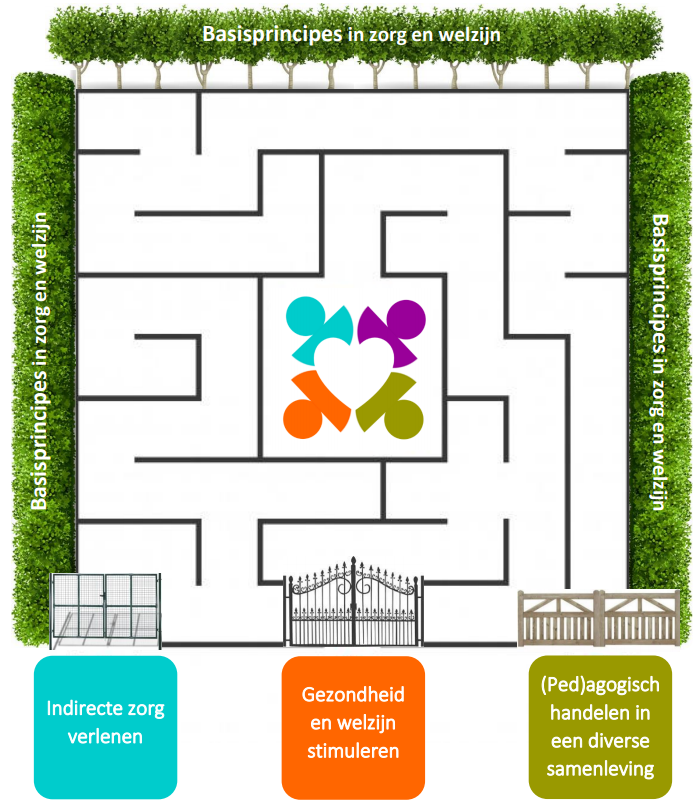 Basisprincipes in zorg en welzijn
Basisprincipes in zorg en welzijn
Basisprincipes in zorg en welzijn
Indirecte zorg
verlenen
Gezondheid
en welzijn
stimuleren
(Ped)agogisch
handelen in
een diverse
samenleving